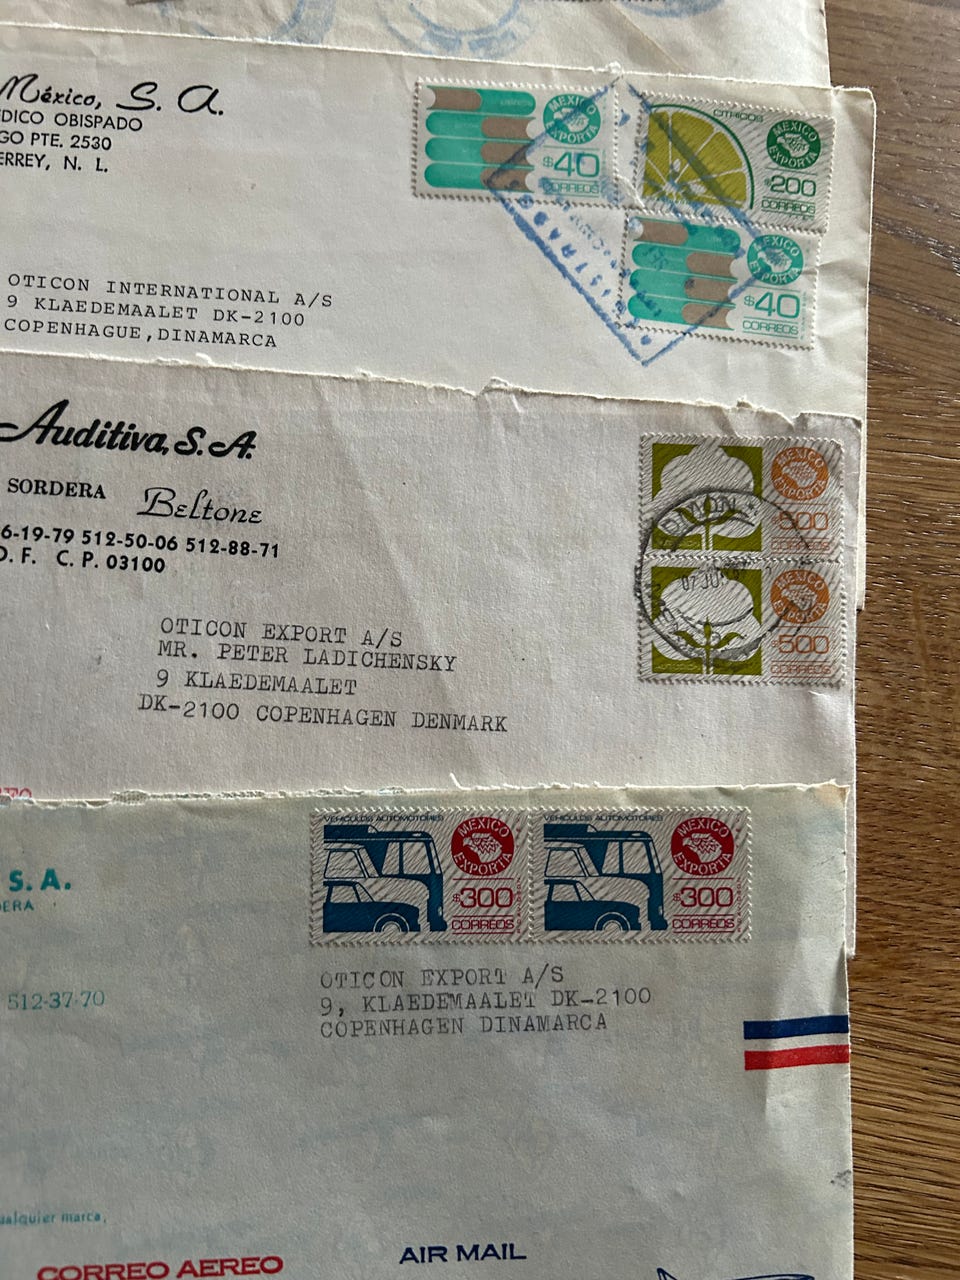 México, S. A.
DICO OBISPADO
GO PTE. 2530
ERREY, N. L.
MEXICO EXPORTA
$40
CORREOS
CITRICOS
MEXICO EXPORTA
$200
CORREOS
MEXICO EXPORTA
$40
CORREOS
OTICON INTERNATIONAL A/S
9 KLAEDEMAALET DK-2100
COPENHAGUE, DINAMARCA
Auditiva, S. A.
SORDERA Beltone
6-19-79 512-50-06 512-88-71
D. F. C. P. 03100
MEXICO EXPORTA
500
MEXICO EXPORTA
$500
CORREOS
OTICON EXPORT A/S
MR. PETER LADICHENSKY
9 KLAEDEMAALET
DK-2100 COPENHAGEN DENMARK
VEHICULOS AUTOMOTORES
MEXICO EXPORTA
$300
CORREOS
VEHICULOS AUTOMOTORES
MEXICO EXPORTA
$300
CORREOS
S. A.
DERA
512-37-70
OTICON EXPORT A/S
9, KLAEDEMAALET DK-2100
COPENHAGEN DINAMARCA
ualquier marca,
CORREO AEREO
AIR MAIL